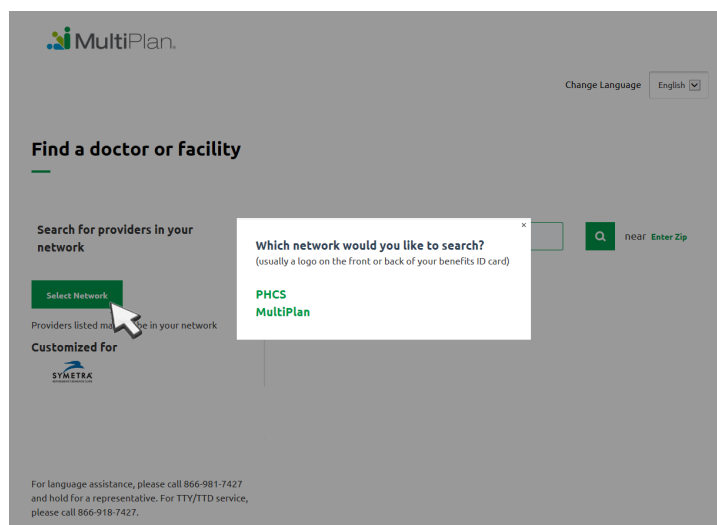 MultiPlan.
Change Language English
Find a doctor or facility
Search for providers in your
network
×
Which network would you like to search?
(usually a logo on the front or back of your benefits ID card)
PHCS
MultiPlan
near Enter Zip
Select Network
Providers listed may be in your network
Customized for
SYMETRA
For language assistance, please call 866-981-7427
and hold for a representative. For TTY/TTD service,
please call 866-918-7427.